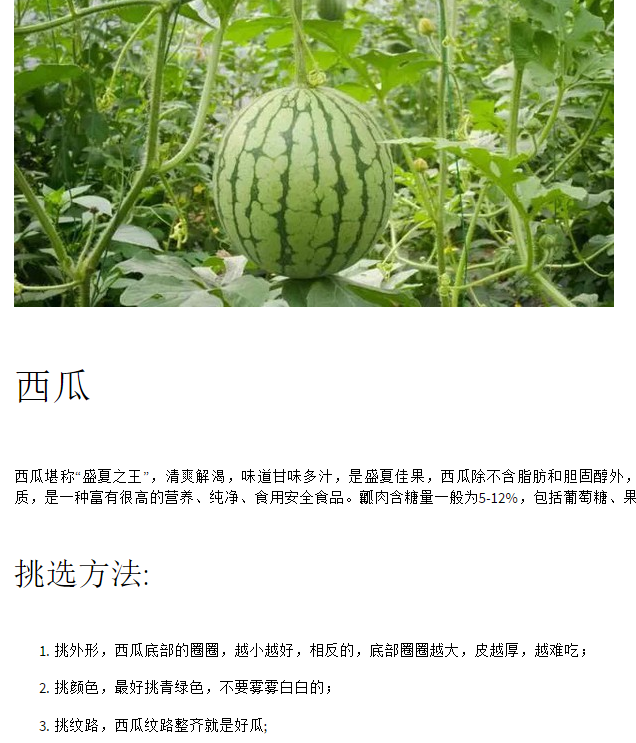 西瓜
西瓜堪称“盛夏之王”，清爽解渴，味道甘味多汁，是盛夏佳果，西瓜除不含脂肪和胆固醇外，
质，是一种富有很高的营养、纯净、食用安全食品。瓤肉含糖量一般为5-12%，包括葡萄糖、果
挑选方法:
1. 挑外形，西瓜底部的圈圈，越小越好，相反的，底部圈圈越大，皮越厚，越难吃；
2. 挑颜色，最好挑青绿色，不要雾雾白白的；
3. 挑纹路，西瓜纹路整齐就是好瓜;